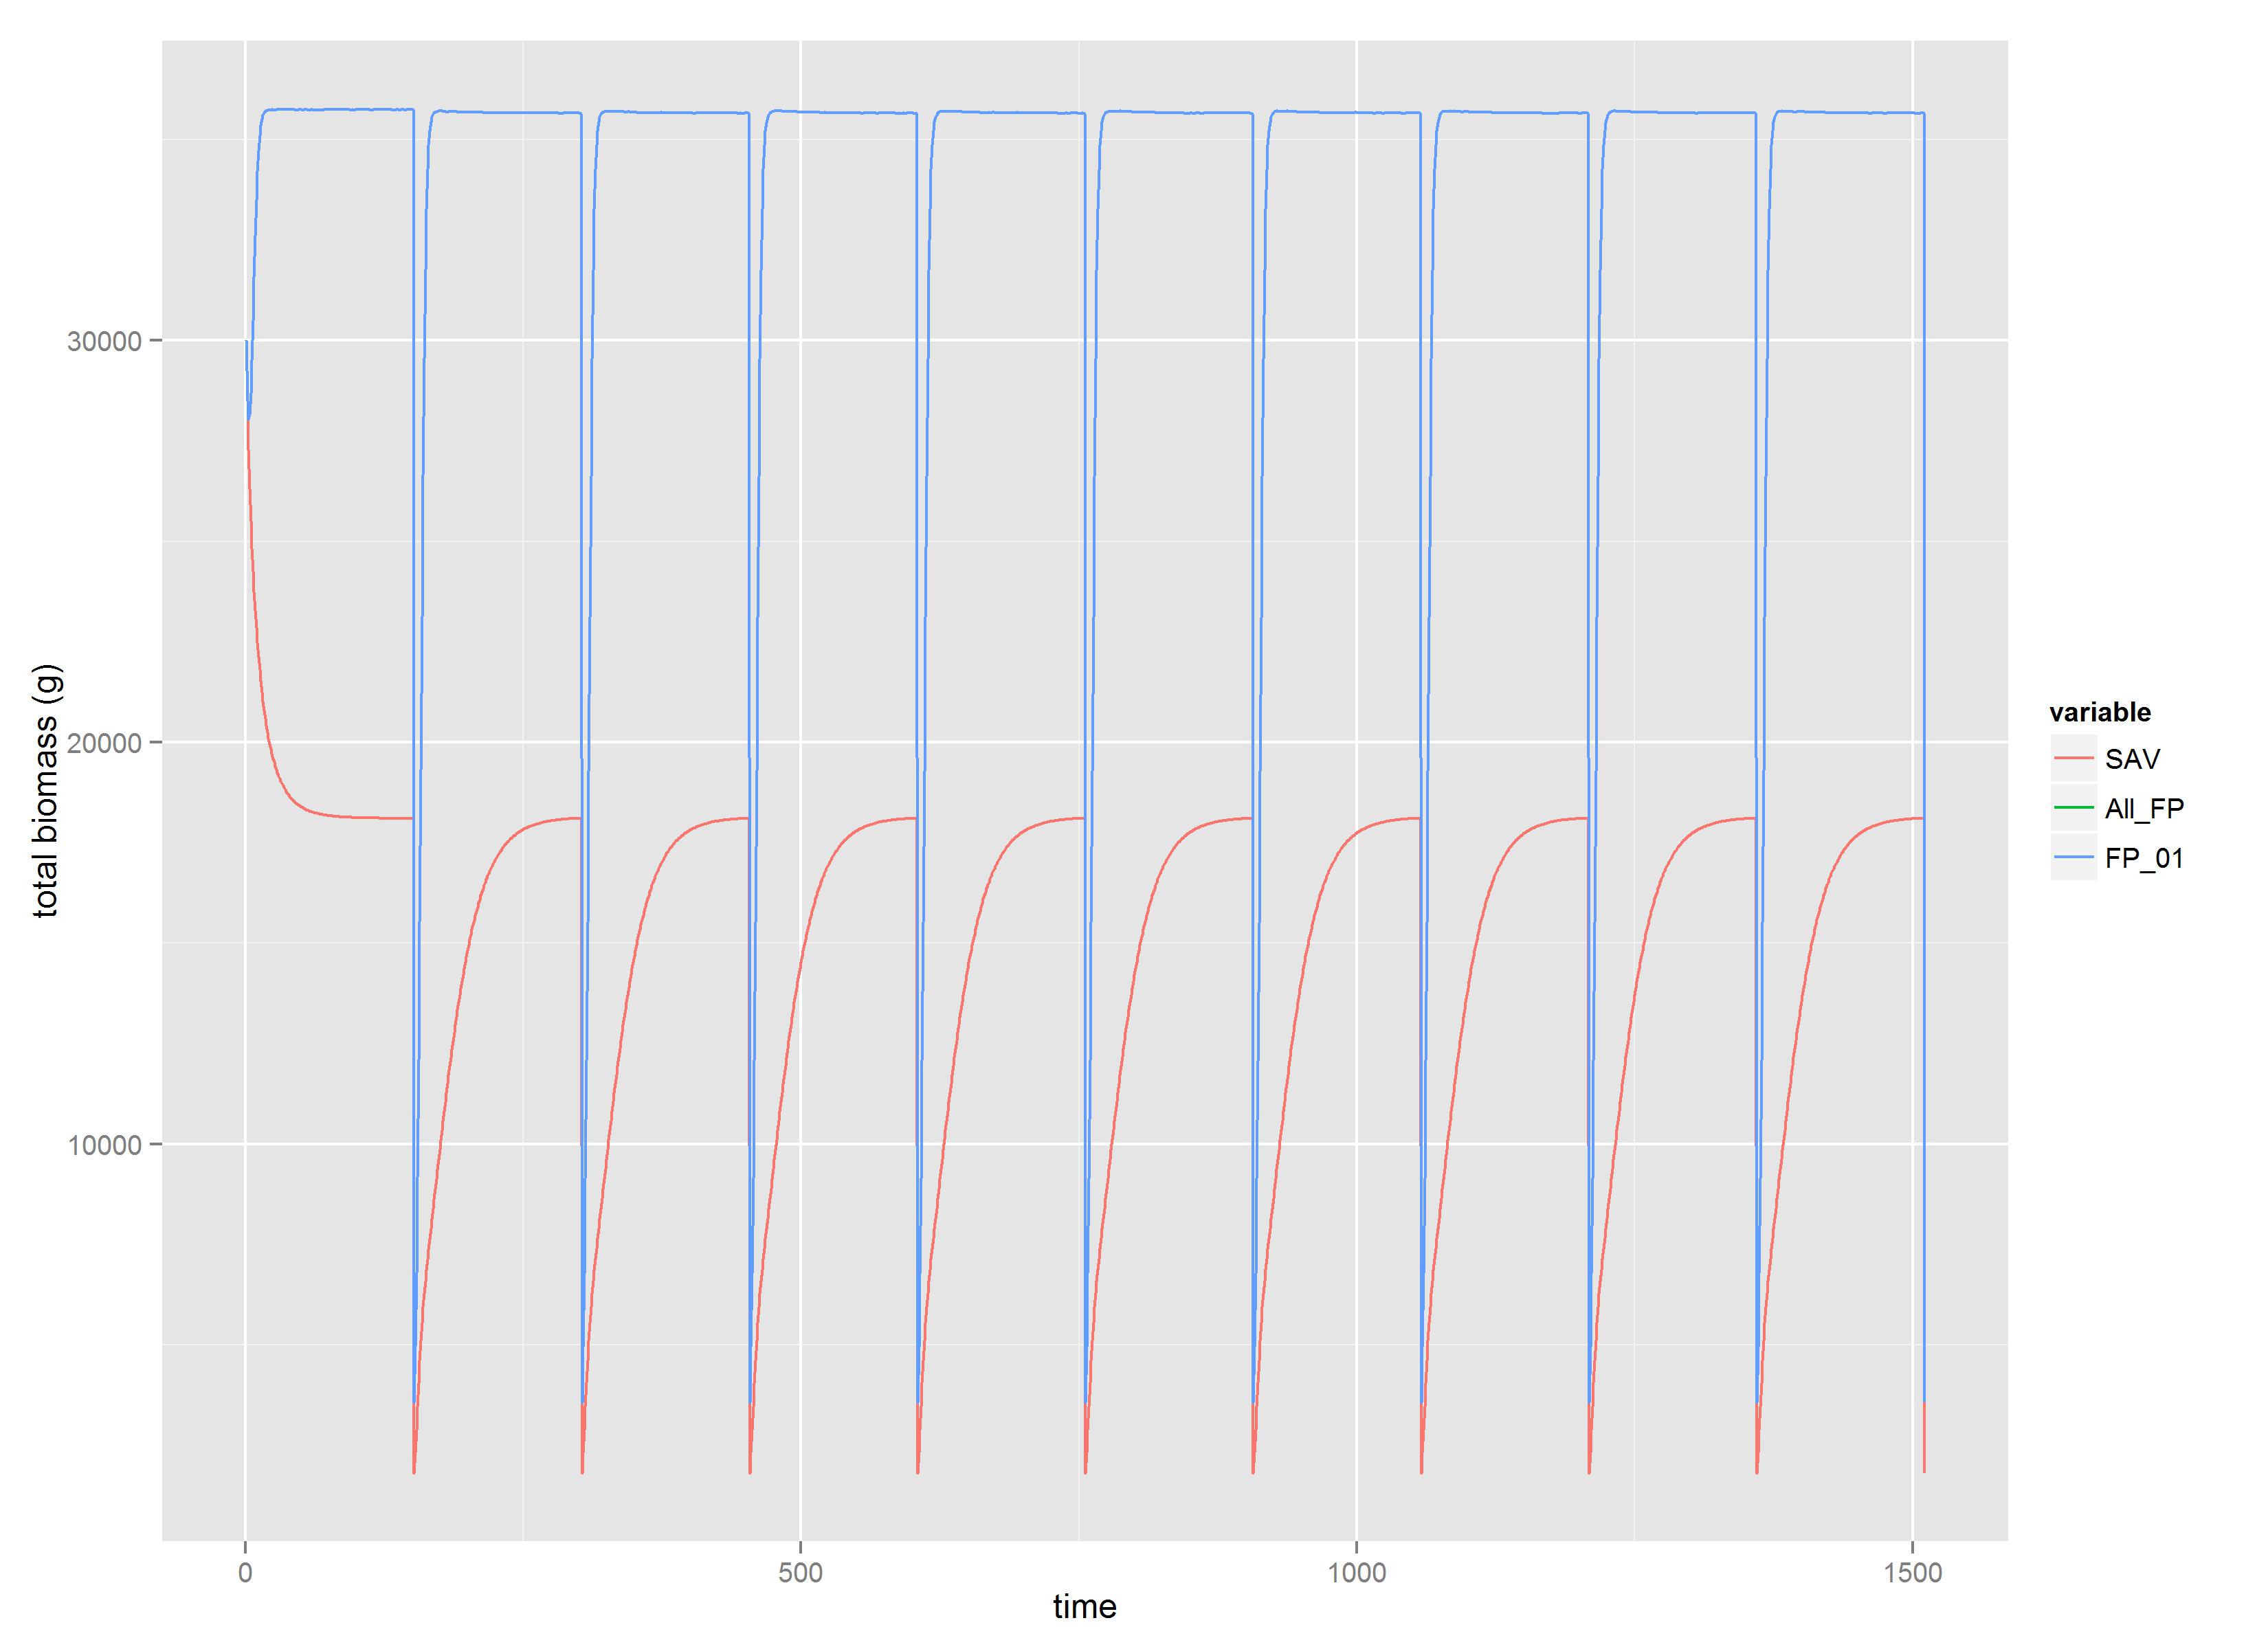 total biomass (g)
30000
20000
10000
0
500
1000
1500
time
variable
SAV
All_FP
FP_01